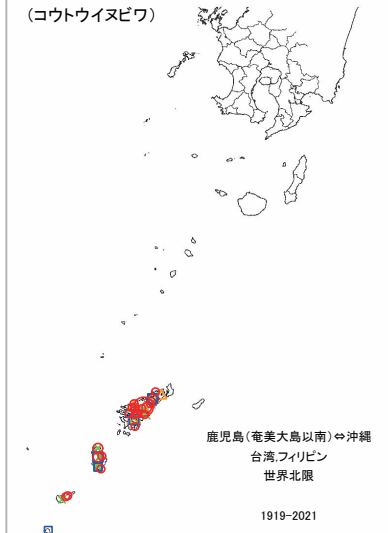 (コウトウイヌビワ)
鹿児島(奄美大島以南)⇔沖縄
台湾,フィリピン
世界北限
1919-2021